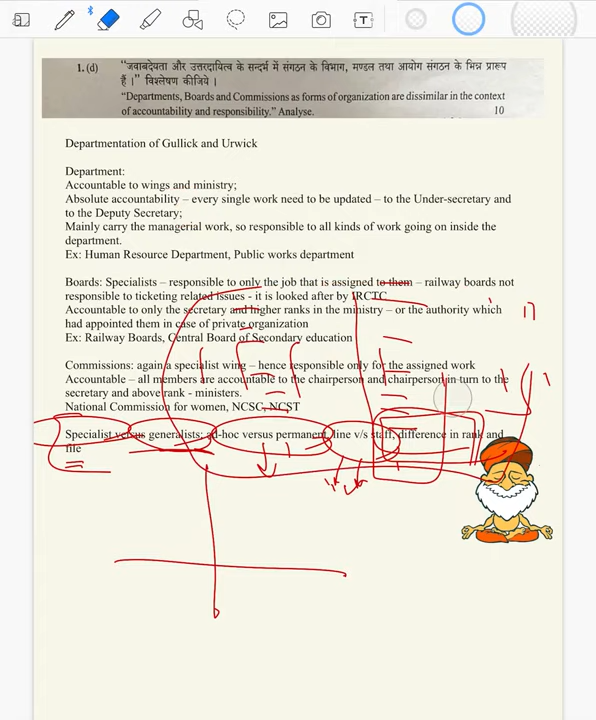 1. (d) "जवाबदेयता और उत्तरदायित्व के सन्दर्भ में संगठन के विभाग, मण्डल तथा आयोग संगठन के भिन्न प्रारूप
हैं।" विश्लेषण कीजिये।
"Departments, Boards and Commissions as forms of organization are dissimilar in the context
of accountability and responsibility." Analyse. 10
Departmentation of Gullick and Urwick
Department:
Accountable to wings and ministry;
Absolute accountability – every single work need to be updated – to the Under-secretary and
to the Deputy Secretary;
Mainly carry the managerial work, so responsible to all kinds of work going on inside the
department.
Ex: Human Resource Department, Public works department
Boards: Specialists – responsible to only the job that is assigned to them – railway boards not
responsible to ticketing related issues - it is looked after by IRCTC
Accountable to only the secretary and higher ranks in the ministry – or the authority which
had appointed them in case of private organization
Ex: Railway Boards, Central Board of Secondary education
Commissions: again a specialist wing – hence responsible only for the assigned work
Accountable – all members are accountable to the chairperson and chairperson in turn to the
secretary and above rank - ministers.
National Commission for women, NCSC, NCST
Specialist versus generalists; ad-hoc versus permanent, line v/s staff, difference in rank and
file